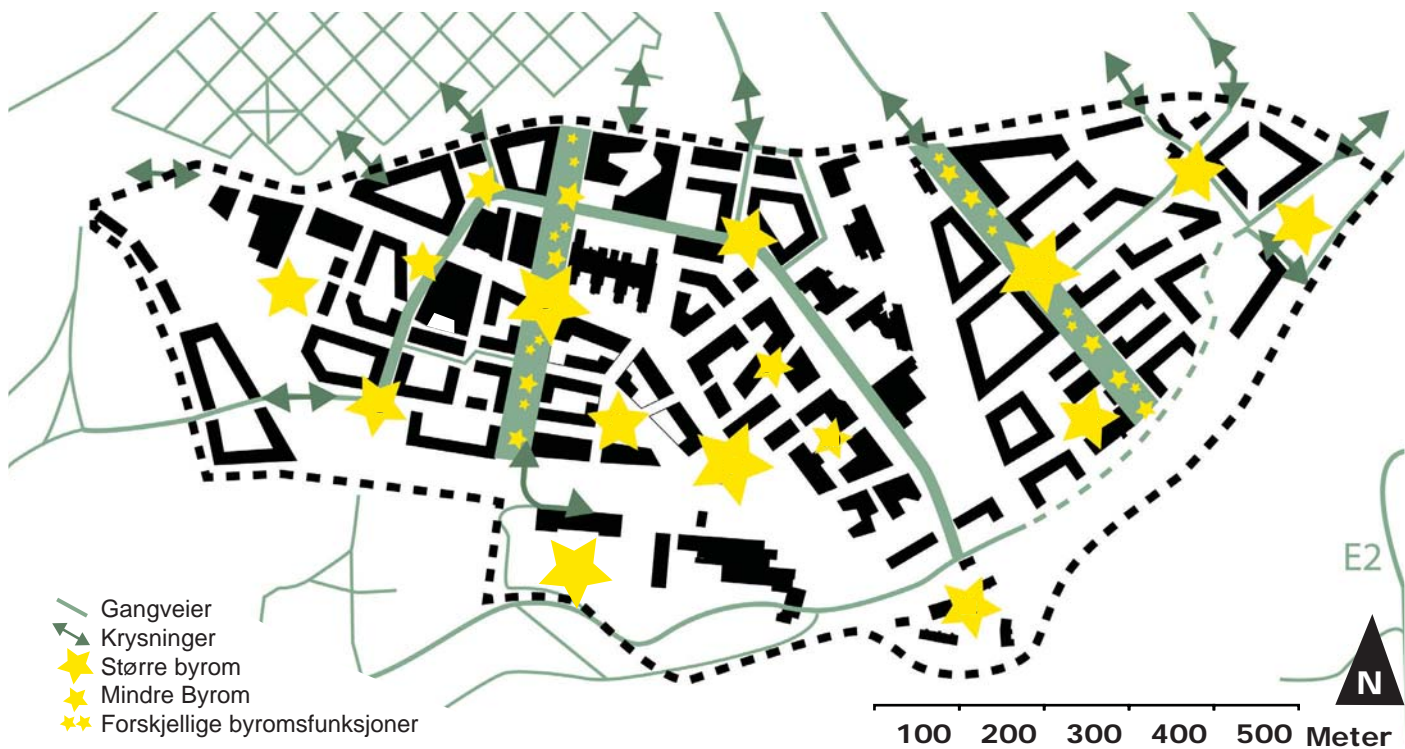 E2
Gangveier
Krysninger
Større byrom
Mindre Byrom
Forskjellige byromsfunksjoner
N
100 200 300 400 500 Meter